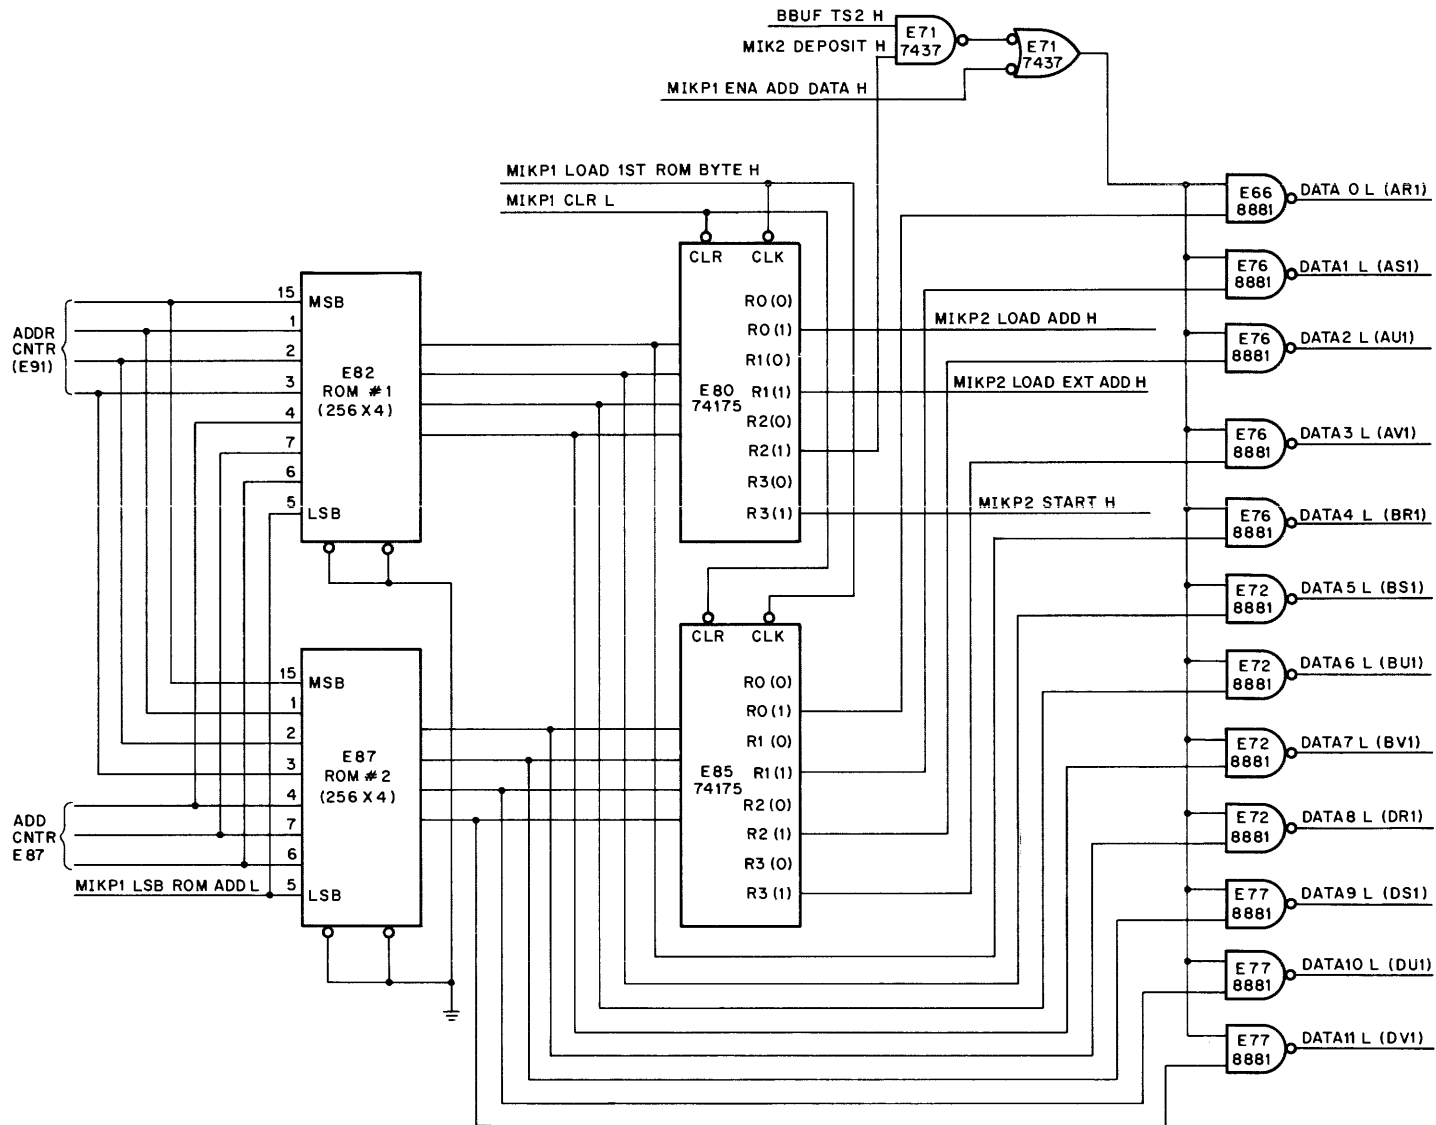 BBUF TS2 H
MIK2 DEPOSIT H
E71
7437
E71
7437
MIKP1 ENA ADD DATA H
MIKP1 LOAD 1ST ROM BYTE H
MIKP1 CLR L
CLR CLK
R0(0)
R0(1)
R1(0)
R1(1)
R2(0)
R2(1)
R3(0)
R3(1)
E80
74175
MIKP2 LOAD ADD H
MIKP2 LOAD EXT ADD H
MIKP2 START H
ADDR
CNTR
(E91)
15 MSB
1
2
3
4
7
6
5 LSB
E82
ROM #1
(256X4)
ADD
CNTR
E87
MIKP1 LSB ROM ADD L
15 MSB
1
2
3
4
7
6
5 LSB
E87
ROM #2
(256X4)
CLR CLK
R0(0)
R0(1)
R1(0)
R1(1)
R2(0)
R2(1)
R3(0)
R3(1)
E85
74175
E66
8881
DATA 0 L (AR1)
E76
8881
DATA1 L (AS1)
E76
8881
DATA2 L (AU1)
E76
8881
DATA3 L (AV1)
E76
8881
DATA4 L (BR1)
E72
8881
DATA5 L (BS1)
E72
8881
DATA6 L (BU1)
E72
8881
DATA7 L (BV1)
E72
8881
DATA8 L (DR1)
E77
8881
DATA9 L (DS1)
E77
8881
DATA10 L (DU1)
E77
8881
DATA11 L (DV1)